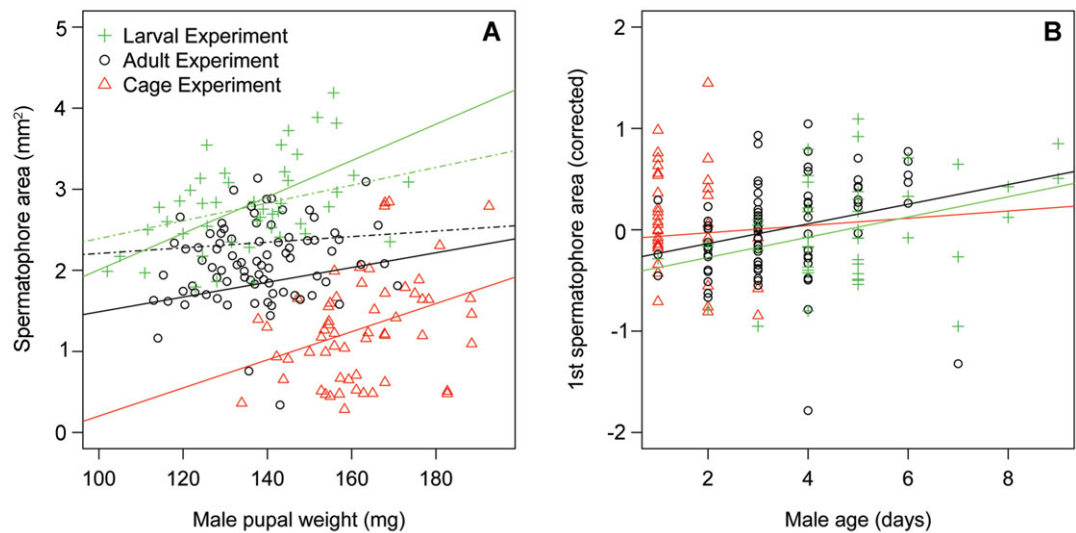 A
Larval Experiment
Adult Experiment
Cage Experiment
Spermatophore area (mm²)
5
4
3
2
1
0
100 120 140 160 180
Male pupal weight (mg)
B
1st spermatophore area (corrected)
2
1
0
-1
-2
2 4 6 8
Male age (days)